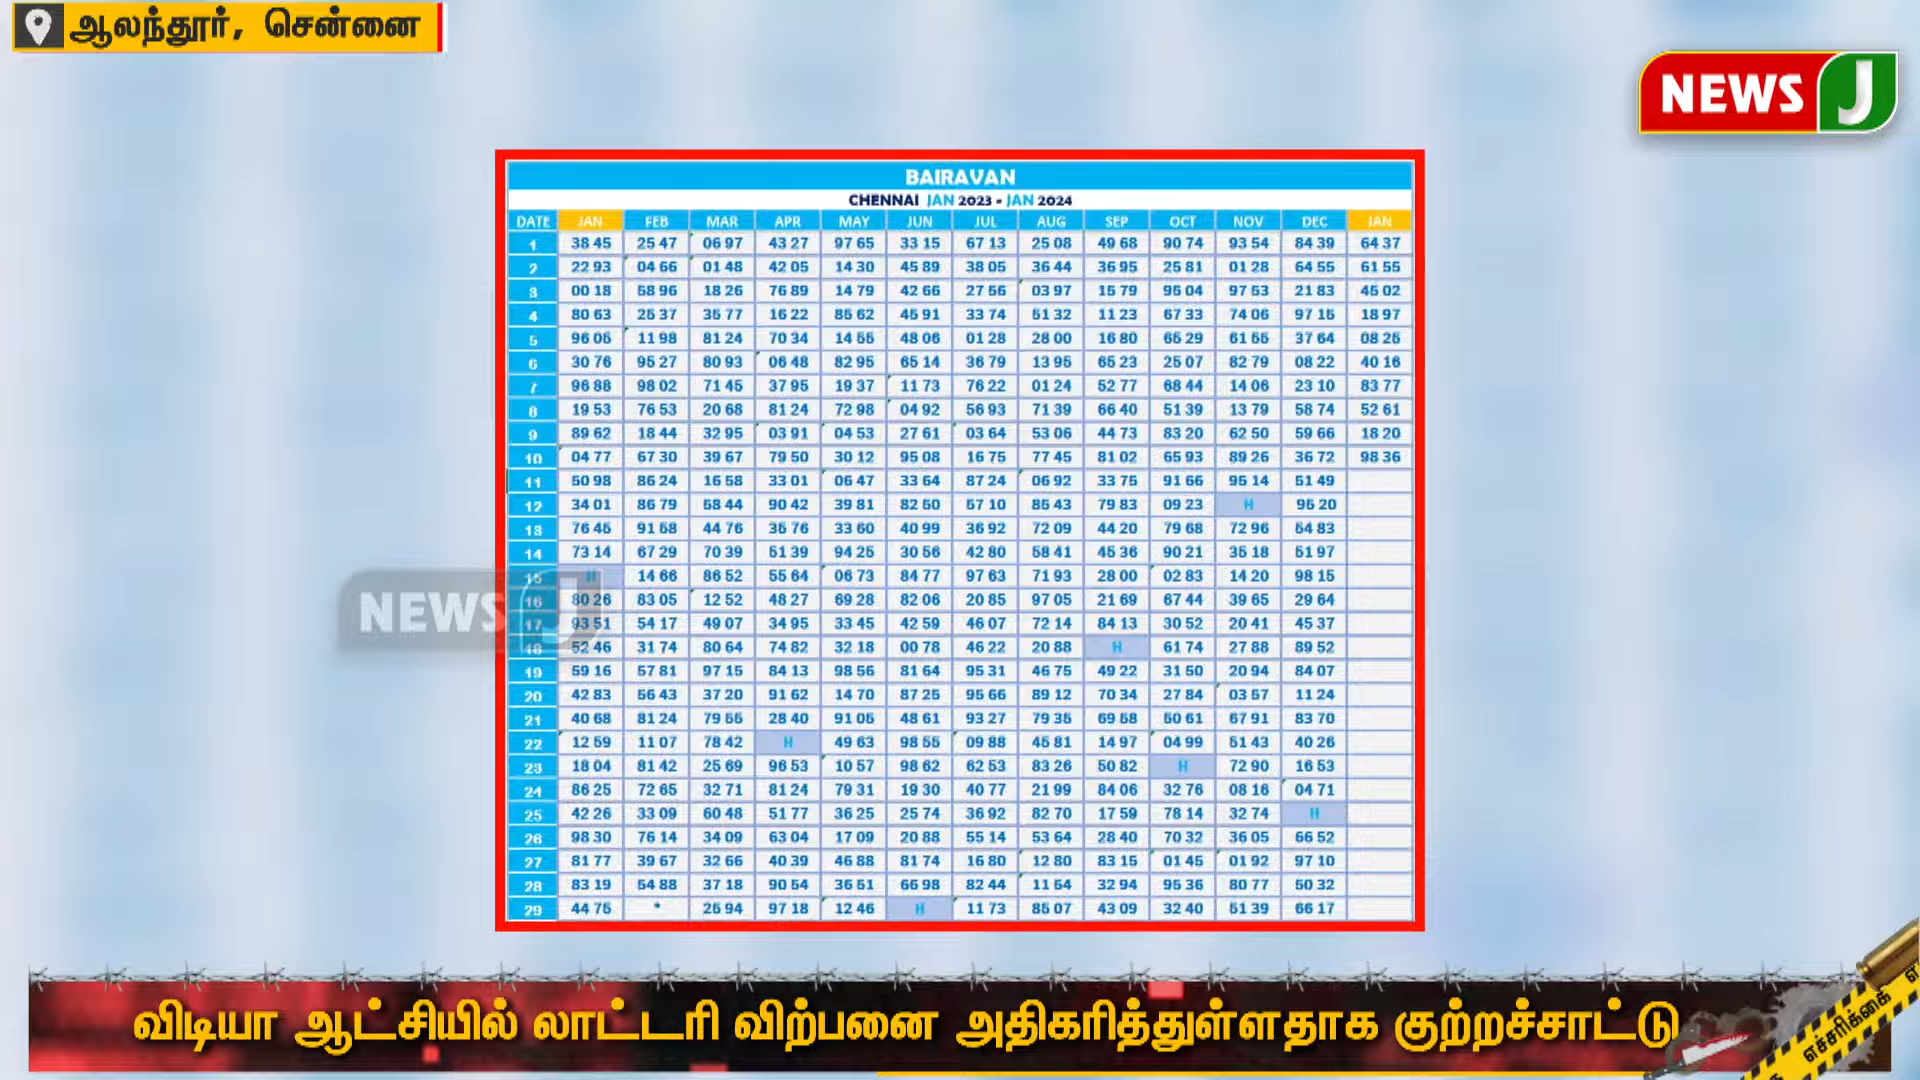 ஆலந்தூர், சென்னை
NEWS J
BAIRAVAN
CHENNAI JAN 2023 - JAN 2024
DATE JAN FEB MAR APR MAY JUN JUL AUG SEP OCT NOV DEC JAN
1 38 45 25 47 06 97 43 27 97 65 33 15 67 13 25 08 49 68 90 74 93 54 84 39 64 37
2 22 93 04 66 01 48 42 05 14 30 45 89 38 05 36 44 36 95 25 81 01 28 64 55 61 55
3 00 18 58 96 18 26 76 89 14 79 42 66 27 56 03 97 15 79 95 04 97 53 21 83 45 02
4 80 63 25 37 35 77 16 22 85 62 45 91 33 74 51 32 11 23 67 33 74 06 97 15 18 97
5 96 05 11 98 81 24 70 34 14 55 48 06 01 28 28 00 16 80 65 29 61 55 37 64 08 25
6 30 76 95 27 80 93 06 48 82 95 65 14 36 79 13 95 65 23 25 07 82 79 08 22 40 16
7 96 88 98 02 71 45 37 95 19 37 11 73 76 22 01 24 52 77 68 44 14 06 23 10 83 77
8 19 53 76 53 20 68 81 24 72 98 04 92 56 93 71 39 66 40 51 39 13 79 58 74 52 61
9 89 62 18 44 32 95 03 91 04 53 27 61 03 64 53 06 44 73 83 20 62 50 59 66 18 20
10 04 77 67 30 39 67 79 50 30 12 95 08 16 75 77 45 81 02 65 93 89 26 36 72 98 36
11 50 98 86 24 16 58 33 01 06 47 33 64 87 24 06 92 33 75 91 66 95 14 51 49
12 34 01 86 79 58 44 90 42 39 81 82 50 57 10 85 43 79 83 09 23 H 95 20
13 76 45 91 58 44 76 35 76 33 60 40 99 36 92 72 09 44 20 79 68 72 96 54 83
14 73 14 67 29 70 39 51 39 94 25 30 56 42 80 58 41 45 36 90 21 35 18 51 97
15 H 14 66 86 52 55 64 06 73 84 77 97 63 71 93 28 00 02 83 14 20 98 15
16 80 26 83 05 12 52 48 27 69 28 82 06 20 85 97 05 21 69 67 44 39 65 29 64
17 93 51 54 17 49 07 34 95 33 45 42 59 46 07 72 14 84 13 30 52 20 41 45 37
18 52 46 31 74 80 64 74 82 32 18 00 78 46 22 20 88 H 61 74 27 88 89 52
19 59 16 57 81 97 15 84 13 98 56 81 64 95 31 46 75 49 22 31 50 20 94 84 07
20 42 83 56 43 37 20 91 62 14 70 87 25 95 66 89 12 70 34 27 84 03 57 11 24
21 40 68 81 24 79 55 28 40 91 05 48 61 93 27 79 35 69 58 50 61 67 91 83 70
22 12 59 11 07 78 42 H 49 63 98 55 09 88 45 81 14 97 04 99 51 43 40 26
23 18 04 81 42 25 69 96 53 10 57 98 62 62 53 83 26 50 82 H 72 90 16 53
24 86 25 72 65 32 71 81 24 79 31 19 30 40 77 21 99 84 06 32 76 08 16 04 71
25 42 26 33 09 60 48 51 77 36 25 25 74 36 92 82 70 17 59 78 14 32 74 H
26 98 30 76 14 34 09 63 04 17 09 20 88 55 14 53 64 28 40 70 32 36 05 66 52
27 81 77 39 67 32 66 40 39 46 88 81 74 16 80 12 80 83 15 01 45 01 92 97 10
28 83 19 54 88 37 18 90 54 36 51 66 98 82 44 11 54 32 94 95 36 80 77 50 32
29 44 75 * 25 94 97 18 12 46 H 11 73 85 07 43 09 32 40 51 39 66 17
NEWS J
விடியா ஆட்சியில் லாட்டரி விற்பனை அதிகரித்துள்ளதாக குற்றச்சாட்டு
எச்சரிக்கை